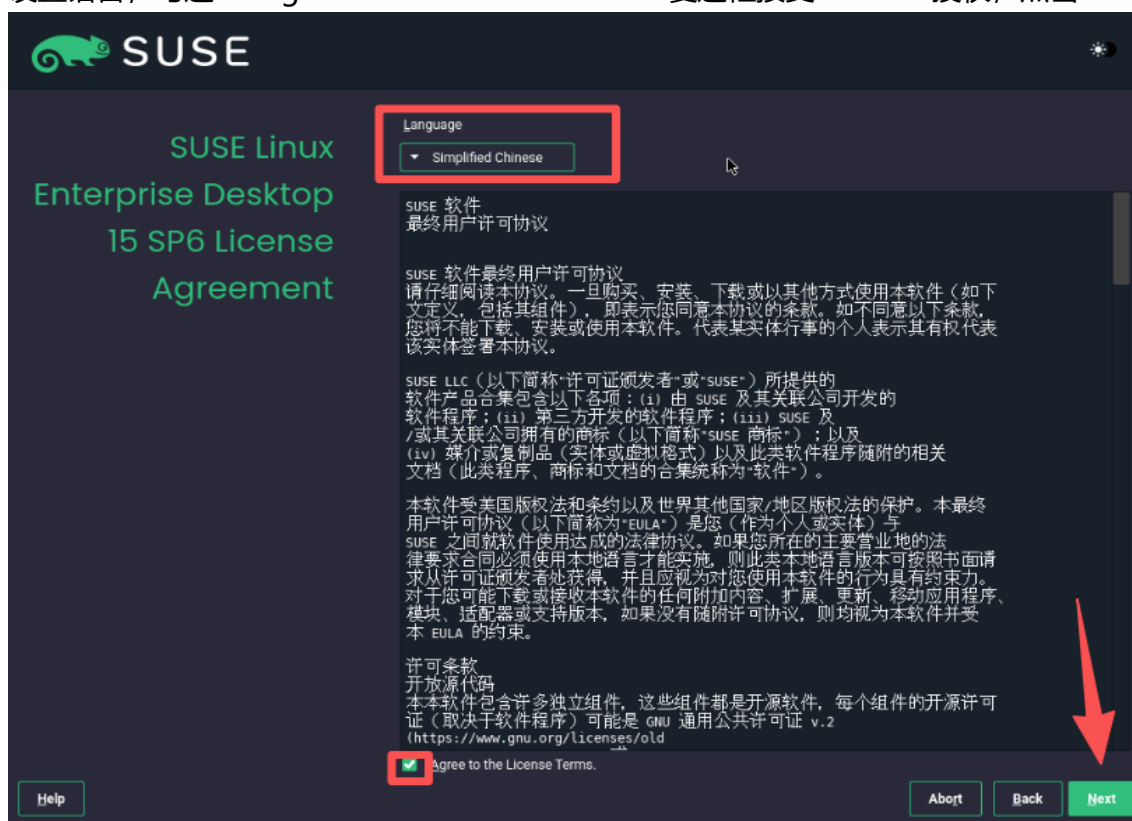 SUSE
SUSE Linux
Enterprise Desktop
15 SP6 License
Agreement
Language
Simplified Chinese
SUSE 软件
最终用户许可协议
SUSE 软件最终用户许可协议
请仔细阅读本协议。一旦购买、安装、下载或以其他方式使用本软件（如下
文定义，包括其组件），即表示您同意本协议的条款。如不同意以下条款，
您将不能下载、安装或使用本软件。代表某实体行事的个人表示其有权代表
该实体签署本协议。
SUSE LLC（以下简称“许可证颁发者”或“SUSE”）所提供的
软件产品合集包含以下各项：(i) 由 SUSE 及其关联公司开发的
软件程序；(ii) 第三方开发的软件程序；(iii) SUSE 及
/或其关联公司拥有的商标（以下简称“SUSE 商标”）；以及
(iv) 媒介或复制品（实体或虚拟格式）以及此类软件程序随附的相关
文档（此类程序、商标和文档的合集统称为“软件”）。
本软件受美国版权法和条约以及世界其他国家/地区版权法的保护。本最终
用户许可协议（以下简称为“EULA”）是您（作为个人或实体）与
SUSE 之间就软件使用达成的法律协议。如果您所在的主要营业地的法
律要求合同必须使用本地语言才能实施，则此类本地语言版本可按照书面请
求从许可证颁发者处获得，并且应视为对您使用本软件的行为具有约束力。
对于您可能下载或接收本软件的任何附加内容、扩展、更新、移动应用程序、
模块、适配器或支持版本，如果没有随附许可协议，则均视为本软件并受
本 EULA 的约束。
许可条款
开放源代码
本本软件包含许多独立组件，这些组件都是开源软件，每个组件的开源许可
证（取决于软件程序）可能是 GNU 通用公共许可证 v.2
(https://www.gnu.org/licenses/old
Agree to the License Terms.
Help
Abort
Back
Next